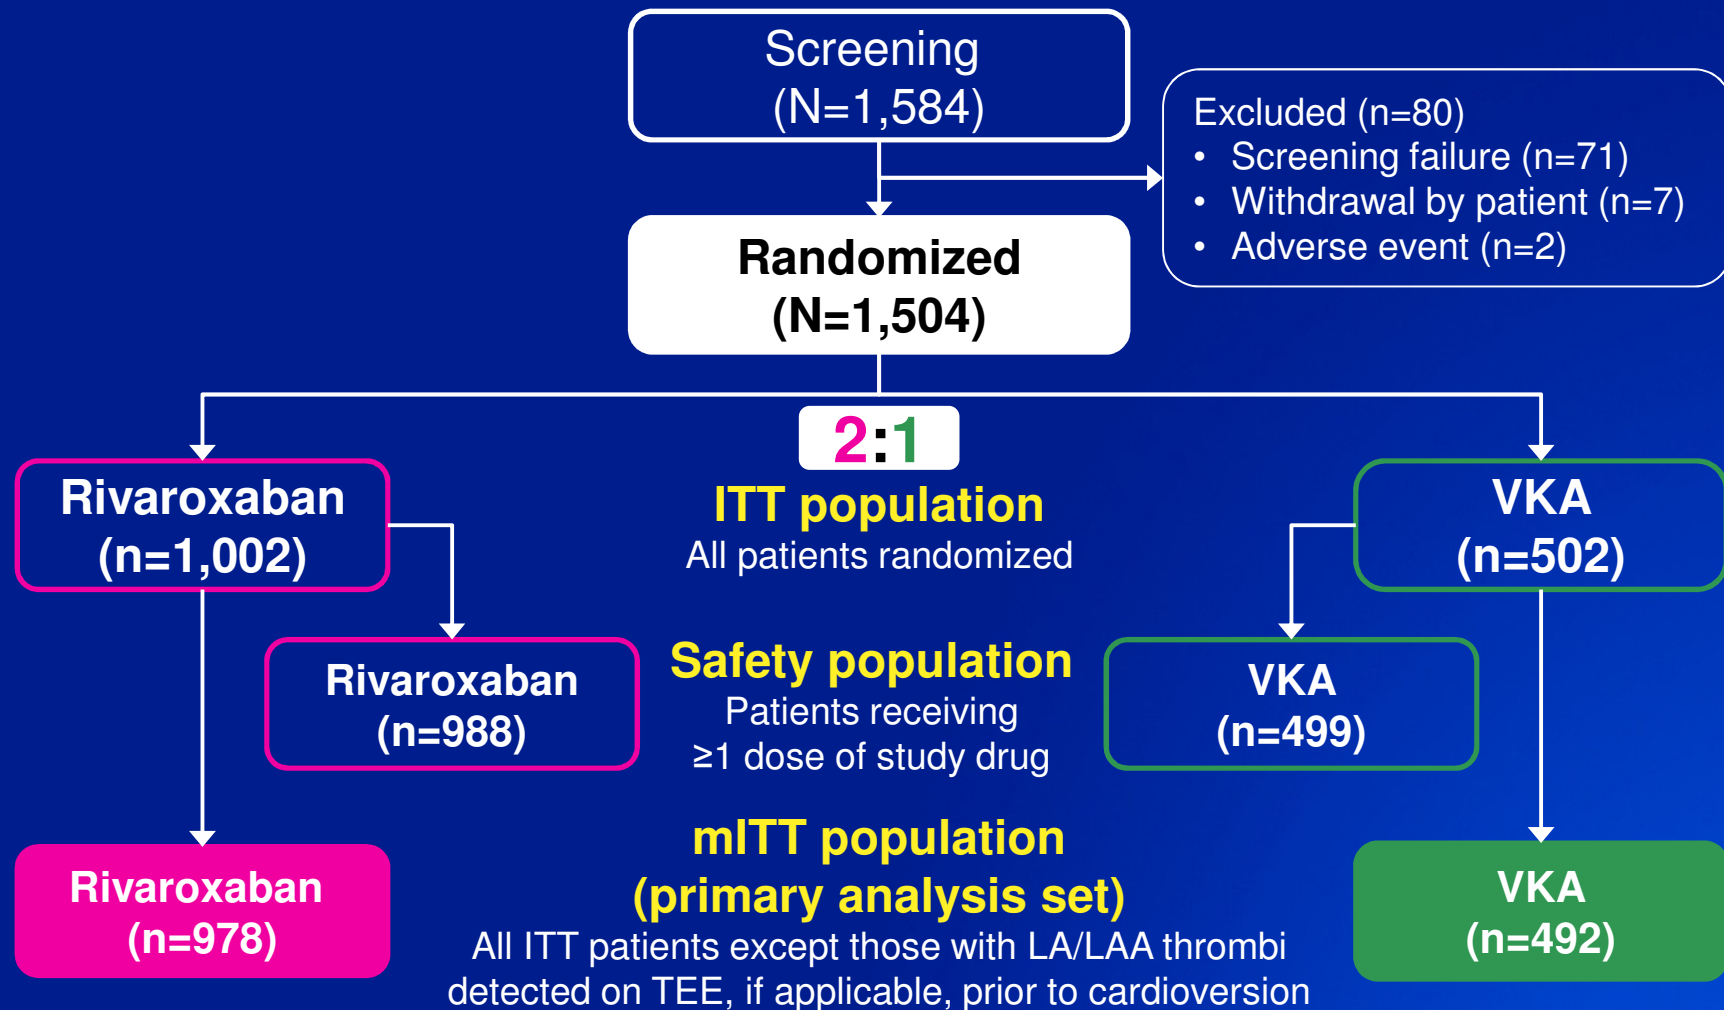 Screening
(N=1,584)
Excluded (n=80)
• Screening failure (n=71)
• Withdrawal by patient (n=7)
• Adverse event (n=2)
Randomized
(N=1,504)
2:1
Rivaroxaban
(n=1,002)
ITT population
All patients randomized
VKA
(n=502)
Rivaroxaban
(n=988)
Safety population
Patients receiving
≥1 dose of study drug
VKA
(n=499)
Rivaroxaban
(n=978)
mITT population
(primary analysis set)
All ITT patients except those with LA/LAA thrombi
detected on TEE, if applicable, prior to cardioversion
VKA
(n=492)